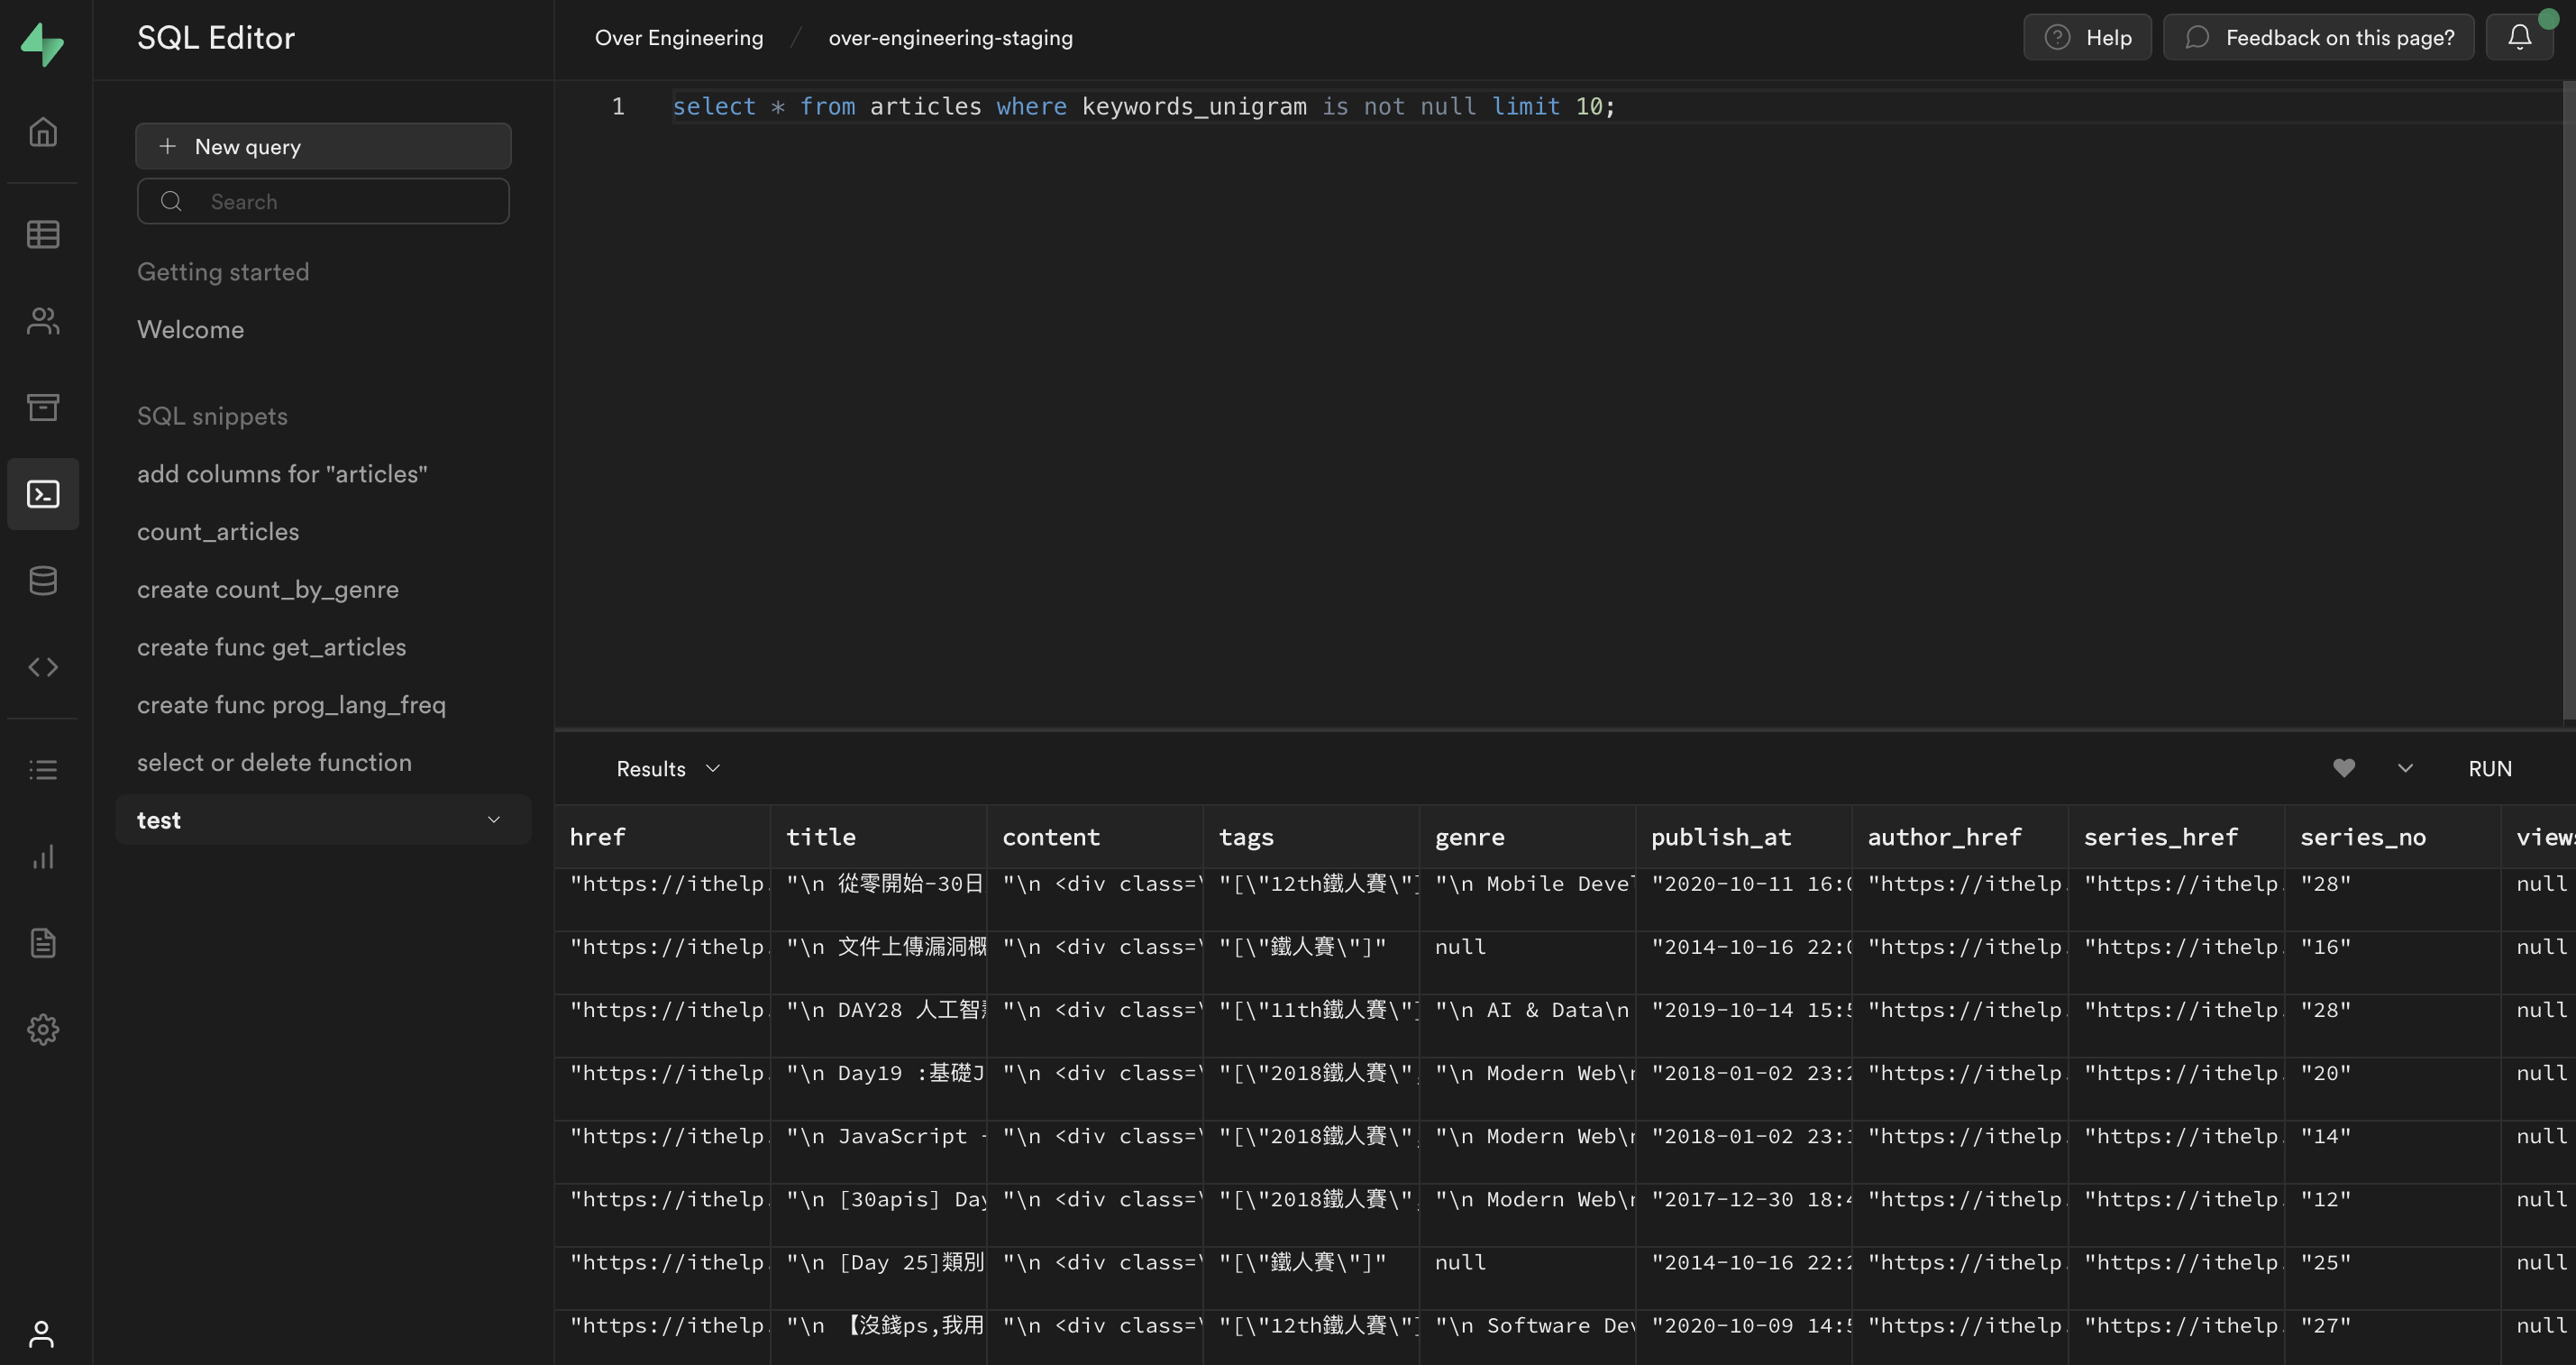 SQL Editor
Over Engineering / over-engineering-staging
Help
Feedback on this page?
+ New query
Search
Getting started
Welcome
SQL snippets
add columns for "articles"
count_articles
create count_by_genre
create func get_articles
create func prog_lang_freq
select or delete function
test
1 select * from articles where keywords_unigram is not null limit 10;
Results
RUN
href title content tags genre publish_at author_href series_href series_no views
"https://ithelp. "\n 從零開始-30日 "\n <div class=\ "[\"12th鐵人賽\"] "\n Mobile Devel "2020-10-11 16:0 "https://ithelp. "https://ithelp. "28" null
"https://ithelp. "\n 文件上傳漏洞概 "\n <div class=\ "[\"鐵人賽\"]" null "2014-10-16 22:0 "https://ithelp. "https://ithelp. "16" null
"https://ithelp. "\n DAY28 人工智 "\n <div class=\ "[\"11th鐵人賽\"] "\n AI & Data\n "2019-10-14 15:5 "https://ithelp. "https://ithelp. "28" null
"https://ithelp. "\n Day19 :基礎J "\n <div class=\ "[\"2018鐵人賽\", "\n Modern Web\n "2018-01-02 23:2 "https://ithelp. "https://ithelp. "20" null
"https://ithelp. "\n JavaScript - "\n <div class=\ "[\"2018鐵人賽\", "\n Modern Web\n "2018-01-02 23:1 "https://ithelp. "https://ithelp. "14" null
"https://ithelp. "\n [30apis] Day "\n <div class=\ "[\"2018鐵人賽\", "\n Modern Web\n "2017-12-30 18:4 "https://ithelp. "https://ithelp. "12" null
"https://ithelp. "\n [Day 25]類別 "\n <div class=\ "[\"鐵人賽\"]" null "2014-10-16 22:2 "https://ithelp. "https://ithelp. "25" null
"https://ithelp. "\n 【沒錢ps,我用 "\n <div class=\ "[\"12th鐵人賽\"] "\n Software Dev "2020-10-09 14:5 "https://ithelp. "https://ithelp. "27" null